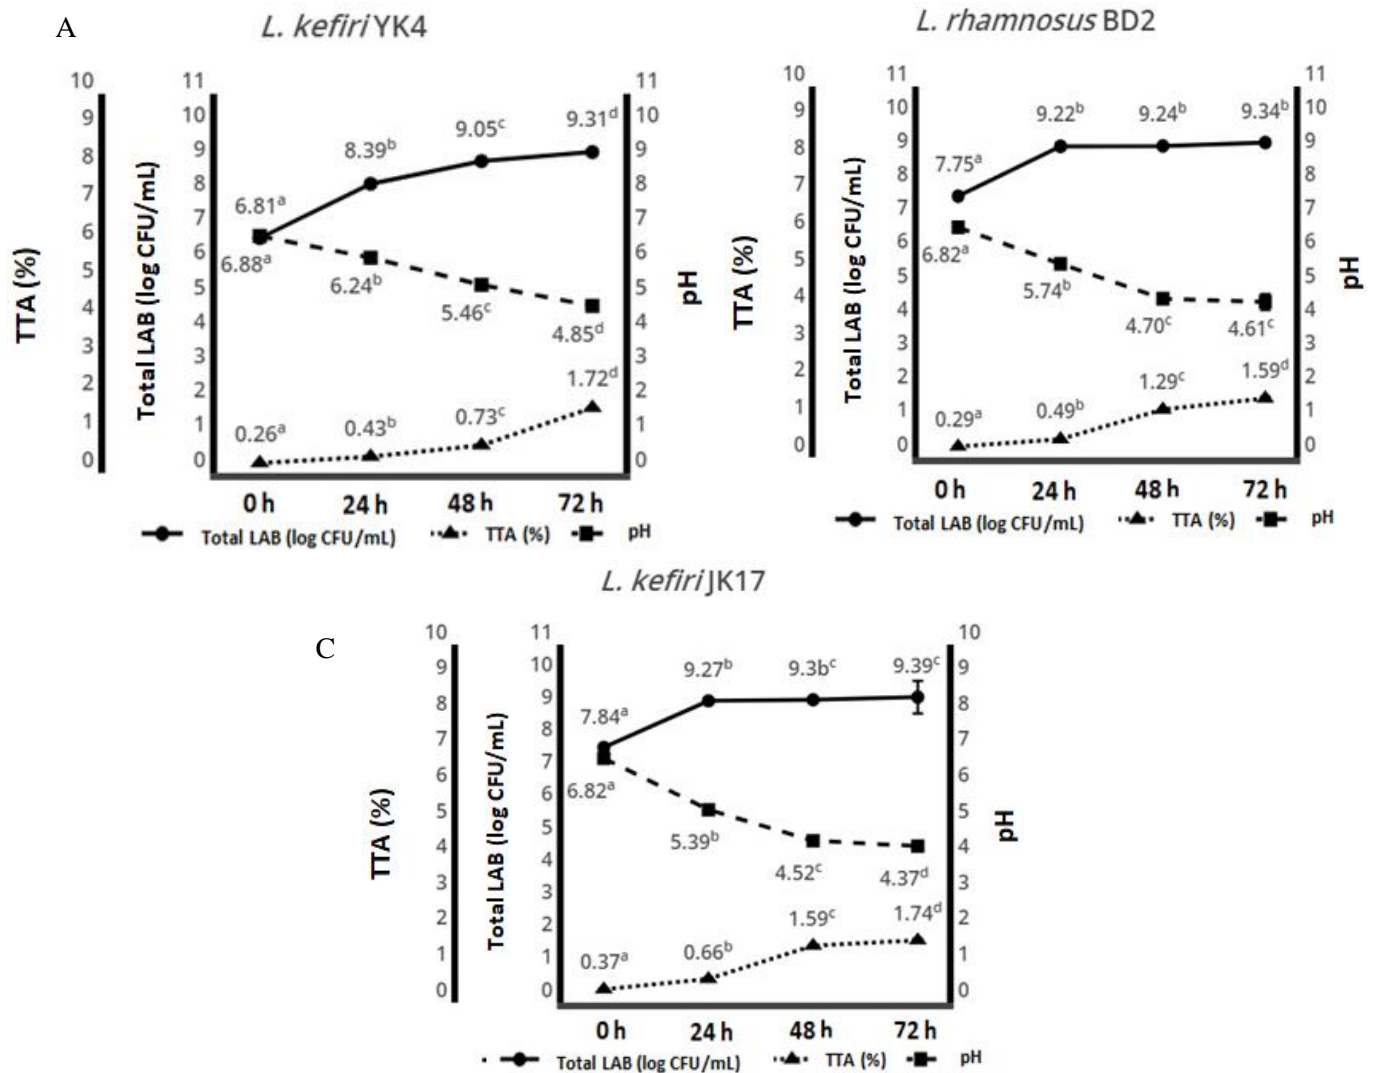 A
L. kefiri YK4
L. rhamnosus BD2
10 9 8 7 6 5 4 3 2 1 0
TTA (%)
11 10 9 8 7 6 5 4 3 2 1 0
Total LAB (log CFU/mL)
6.81ᵃ 8.39ᵇ 9.05ᶜ 9.31ᵈ
6.88ᵃ 6.24ᵇ 5.46ᶜ 4.85ᵈ
0.26ᵃ 0.43ᵇ 0.73ᶜ 1.72ᵈ
11 10 9 8 7 6 5 4 3 2 1 0
pH
0 h 24 h 48 h 72 h
Total LAB (log CFU/mL) TTA (%) pH
10 9 8 7 6 5 4 3 2 1 0
TTA (%)
11 10 9 8 7 6 5 4 3 2 1 0
Total LAB (log CFU/mL)
7.75ᵃ 9.22ᵇ 9.24ᵇ 9.34ᵇ
6.82ᵃ 5.74ᵇ 4.70ᶜ 4.61ᶜ
0.29ᵃ 0.49ᵇ 1.29ᶜ 1.59ᵈ
11 10 9 8 7 6 5 4 3 2 1 0
pH
0 h 24 h 48 h 72 h
Total LAB (log CFU/mL) TTA (%) pH
L. kefiri JK17
C
10 9 8 7 6 5 4 3 2 1 0
TTA (%)
11 10 9 8 7 6 5 4 3 2 1 0
Total LAB (log CFU/mL)
7.84ᵃ 9.27ᵇ 9.3bᶜ 9.39ᶜ
6.82ᵃ 5.39ᵇ 4.52ᶜ 4.37ᵈ
0.37ᵃ 0.66ᵇ 1.59ᶜ 1.74ᵈ
10 9 8 7 6 5 4 3 2 1 0
pH
0 h 24 h 48 h 72 h
Total LAB (log CFU/mL) TTA (%) pH